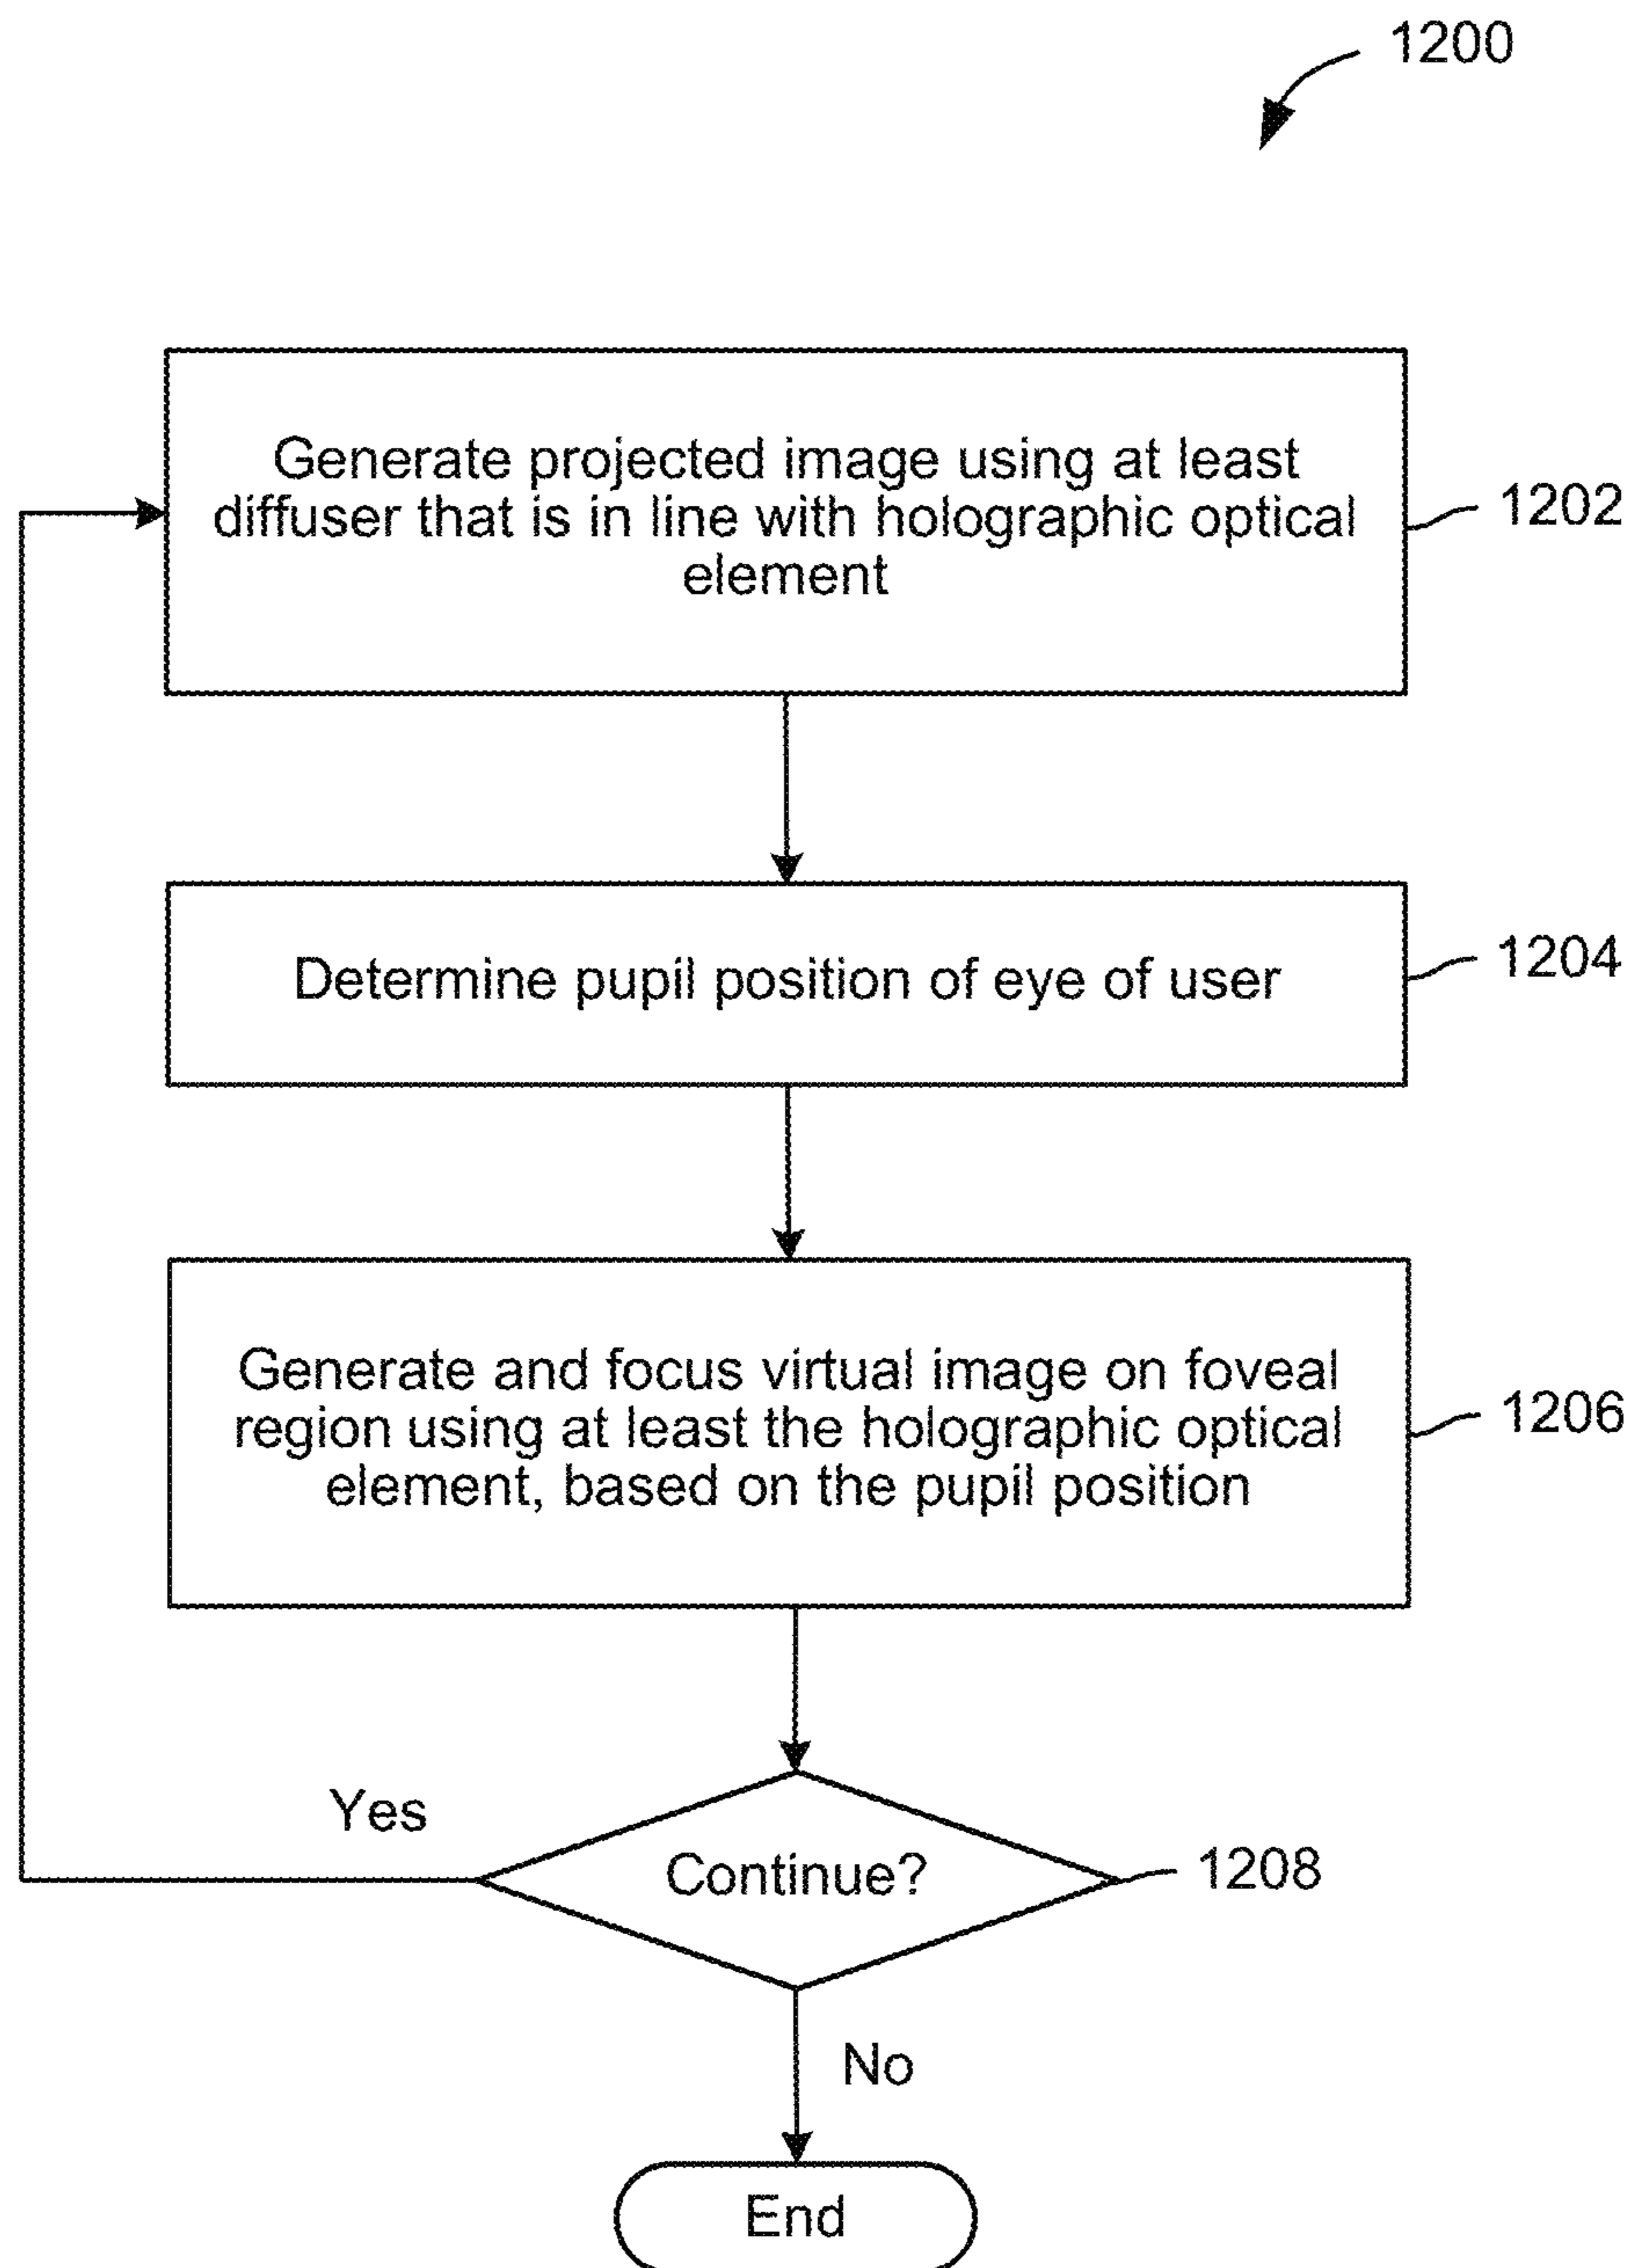 1200
Generate projected image using at least
diffuser that is in line with holographic optical
element
1202
Determine pupil position of eye of user
1204
Generate and focus virtual image on foveal
region using at least the holographic optical
element, based on the pupil position
1206
Yes
Continue?
1208
No
End